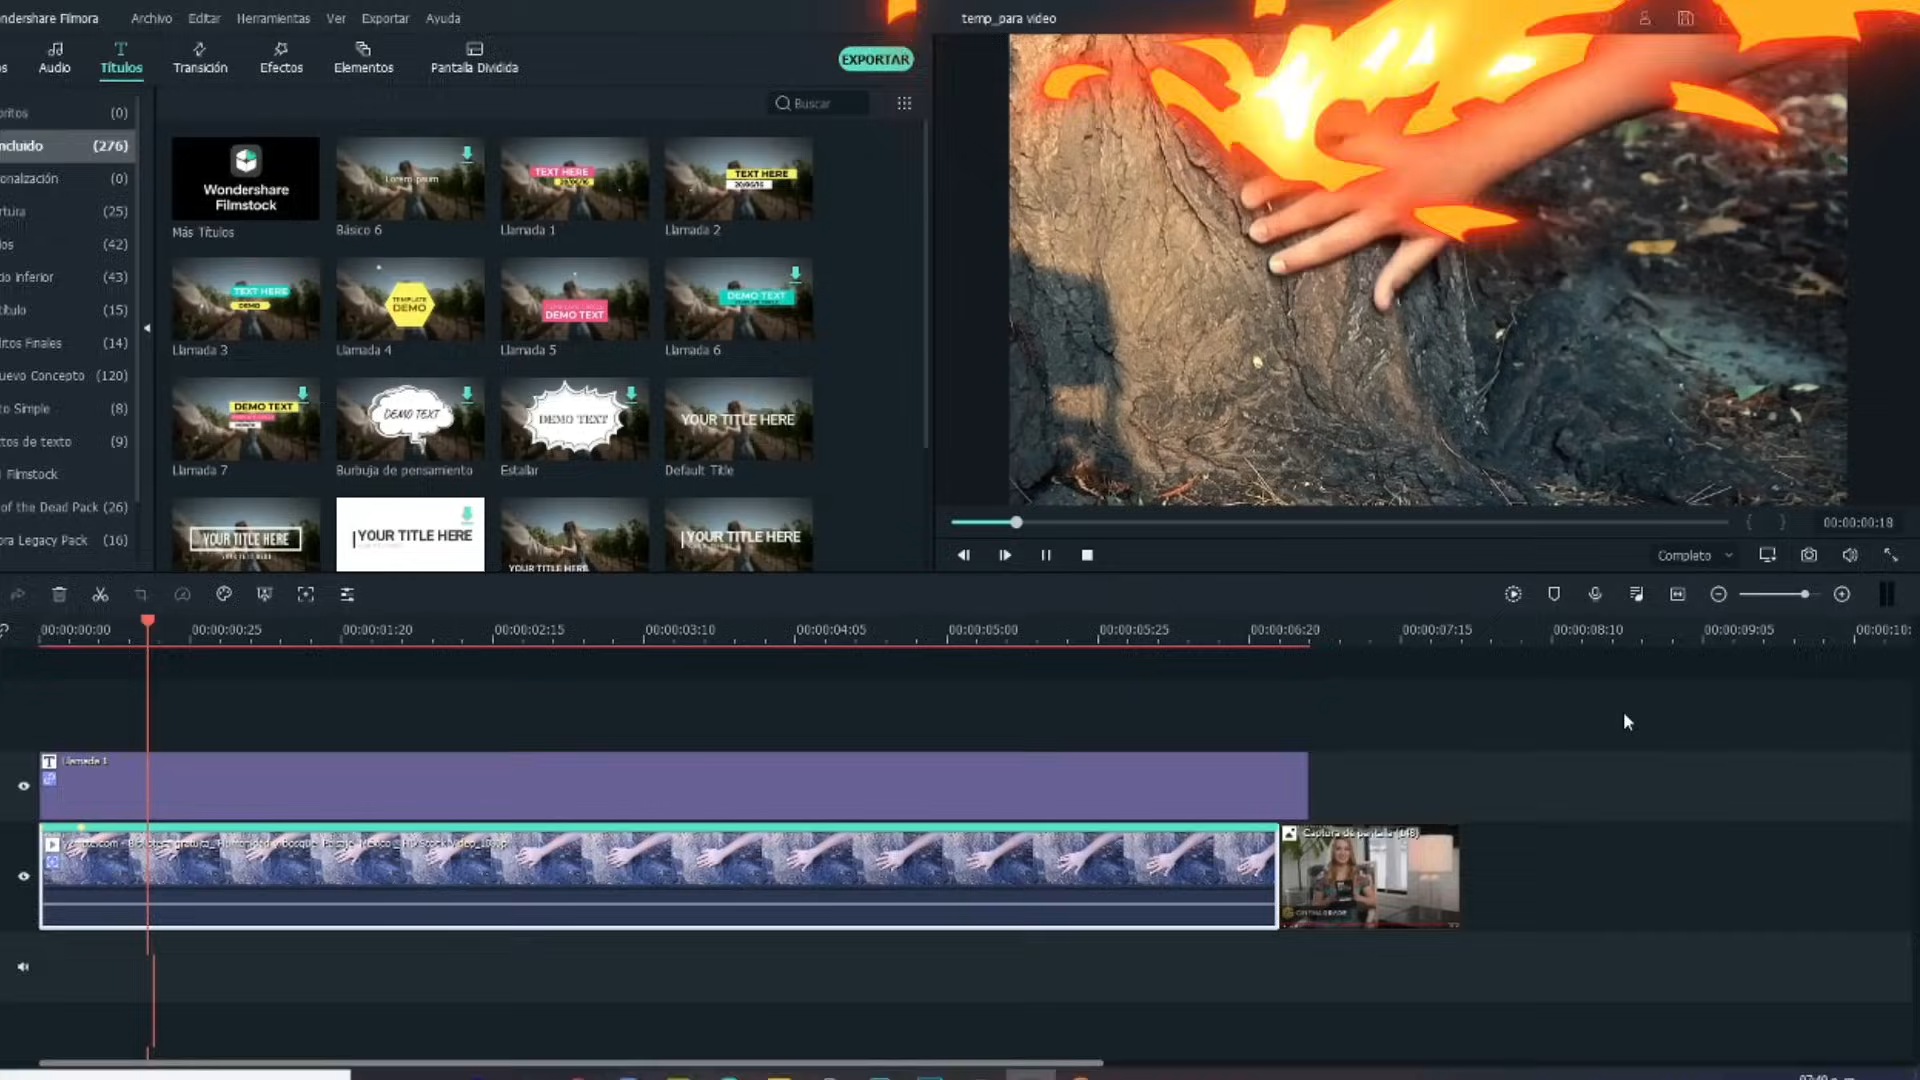 ndershare Filmora Archivo Editar Herramientas Ver Exportar Ayuda
temp_para video
os Audio Títulos Transición Efectos Elementos Pantalla Dividida
EXPORTAR
Buscar
oritos (0)
ncluido (276)
onalización (0)
rtura (25)
los (42)
io Inferior (43)
título (15)
itos Finales (14)
uevo Concepto (120)
to Simple (8)
tos de texto (9)
Filmstock
of the Dead Pack (26)
ora Legacy Pack (16)
Wondershare
Filmstock
Más Títulos
Lorem Ipsum
Básico 6
TEXT HERE
Llamada 1
TEXT HERE
Llamada 2
TEXT HERE
DEMO
Llamada 3
TEMPLATE
DEMO
Llamada 4
DEMO TEXT
Llamada 5
DEMO TEXT
Llamada 6
DEMO TEXT
Llamada 7
DEMO TEXT
Burbuja de pensamiento
DEMO TEXT
Estallar
YOUR TITLE HERE
Default Title
YOUR TITLE HERE
YOUR TITLE HERE
YOUR TITLE HERE
YOUR TITLE HERE
00:00:00:18
Completo
00:00:00:00 00:00:00:25 00:00:01:20 00:00:02:15 00:00:03:10 00:00:04:05 00:00:05:00 00:00:05:25 00:00:06:20 00:00:07:15 00:00:08:10 00:00:09:05 00:00:10:
T Llamada 1
Captura de pantalla (148)